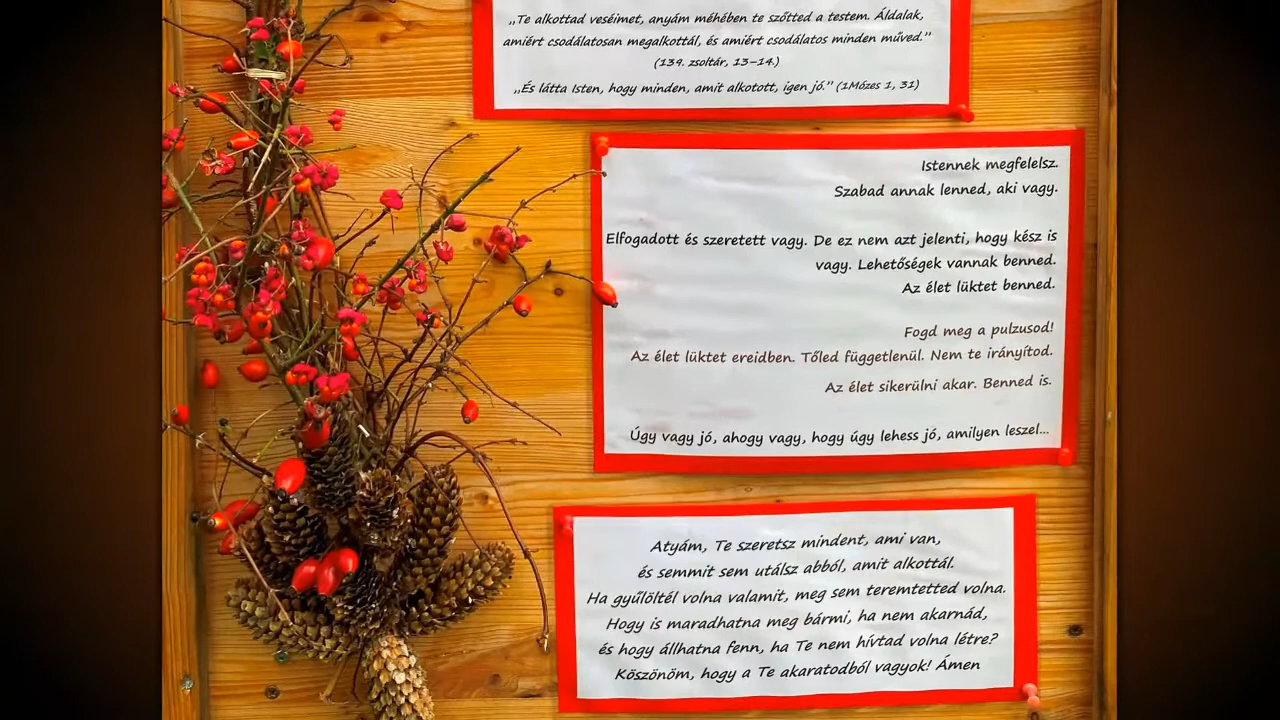 „Te alkottad veséimet, anyám méhében te szőtted a testem. Áldalak,
amiért csodálatosan megalkottál, és amiért csodálatos minden műved."
(139. zsoltár, 13–14.)
„És látta Isten, hogy minden, amit alkotott, igen jó." (1Mózes 1, 31)
Istennek megfelelsz.
Szabad annak lenned, aki vagy.
Elfogadott és szeretett vagy. De ez nem azt jelenti, hogy kész is
vagy. Lehetőségek vannak benned.
Az élet lüktet benned.
Fogd meg a pulzusod!
Az élet lüktet ereidben. Tőled függetlenül. Nem te irányítod.
Az élet sikerülni akar. Benned is.
Úgy vagy jó, ahogy vagy, hogy úgy lehess jó, amilyen leszel...
Atyám, Te szeretsz mindent, ami van,
és semmit sem utálsz abból, amit alkottál.
Ha gyűlöltél volna valamit, meg sem teremtetted volna.
Hogy is maradhatna meg bármi, ha nem akarnád,
és hogy állhatna fenn, ha Te nem hívtad volna létre?
Köszönöm, hogy a Te akaratodból vagyok! Ámen